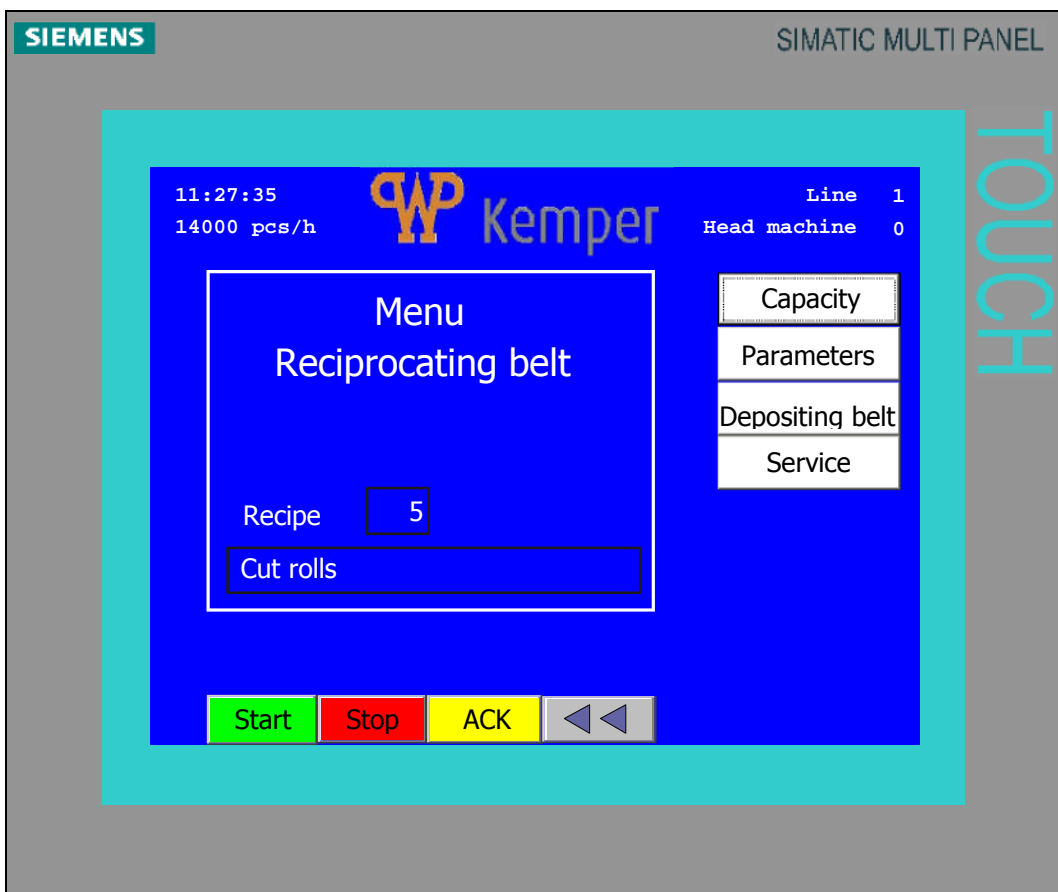 SIEMENS
SIMATIC MULTI PANEL
TOUCH
11:27:35
14000 pcs/h
WP Kemper
Line 1
Head machine 0
Menu
Reciprocating belt
Recipe 5
Cut rolls
Capacity
Parameters
Depositing belt
Service
Start Stop ACK